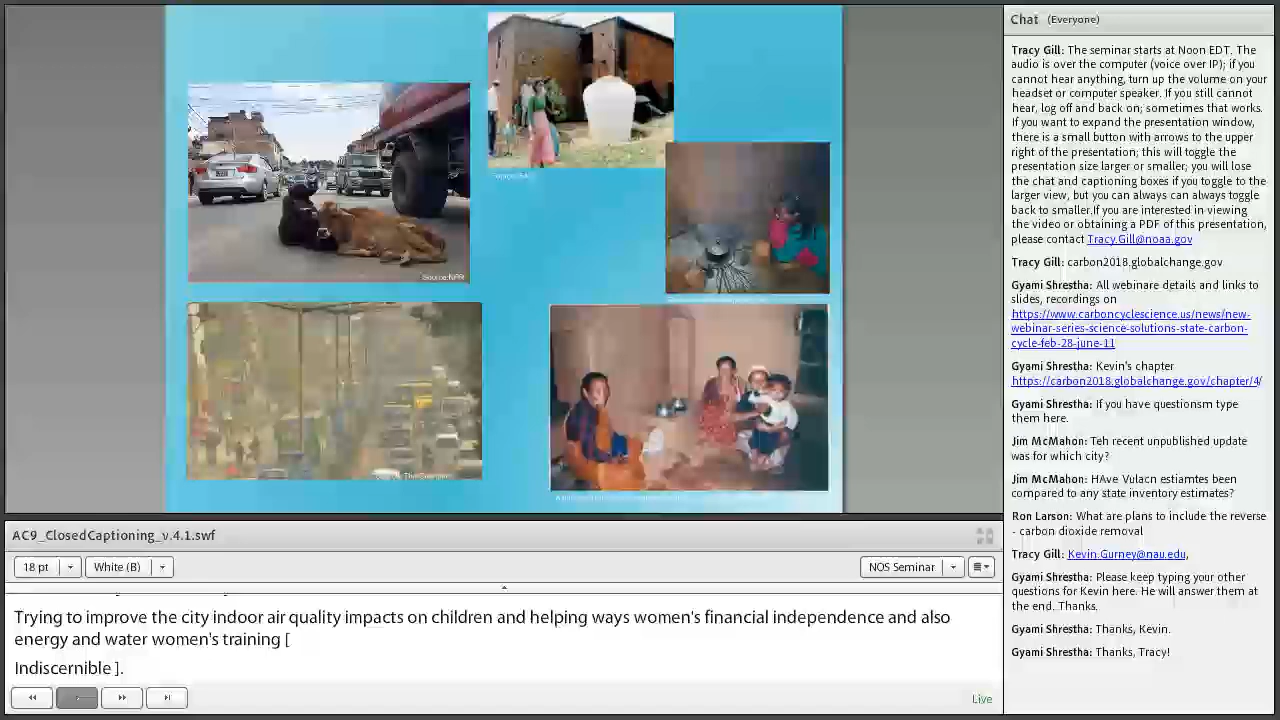 Source:NPR
AC9_ClosedCaptioning_v.4.1.swf
18 pt
White (B)
NOS Seminar
Trying to improve the city indoor air quality impacts on children and helping ways women's financial independence and also
energy and water women's training [
Indiscernible ].
Live
Chat (Everyone)
Tracy Gill: The seminar starts at Noon EDT. The
audio is over the computer (voice over IP); if you
cannot hear anything, turn up the volume on your
headset or computer speaker. If you still cannot
hear, log off and back on; sometimes that works.
If you want to expand the presentation window,
there is a small button with arrows to the upper
right of the presentation; this will toggle the
presentation size larger or smaller; you will lose
the chat and captioning boxes if you toggle to the
larger view, but you can always can always toggle
back to smaller.If you are interested in viewing
the video or obtaining a PDF of this presentation,
please contact Tracy.Gill@noaa.gov
Tracy Gill: carbon2018.globalchange.gov
Gyami Shrestha: All webinare details and links to
slides, recordings on
https://www.carboncyclescience.us/news/new-
webinar-series-science-solutions-state-carbon-
cycle-feb-28-june-11
Gyami Shrestha: Kevin's chapter
https://carbon2018.globalchange.gov/chapter/4/
Gyami Shrestha: If you have questionsm type
them here.
Jim McMahon: Teh recent unpublished update
was for which city?
Jim McMahon: HAve Vulacn estiamtes been
compared to any state inventory estimates?
Ron Larson: What are plans to include the reverse
- carbon dioxide removal
Tracy Gill: Kevin.Gurney@nau.edu,
Gyami Shrestha: Please keep typing your other
questions for Kevin here. He will answer them at
the end. Thanks.
Gyami Shrestha: Thanks, Kevin.
Gyami Shrestha: Thanks, Tracy!